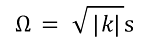 Ω = √|k|s